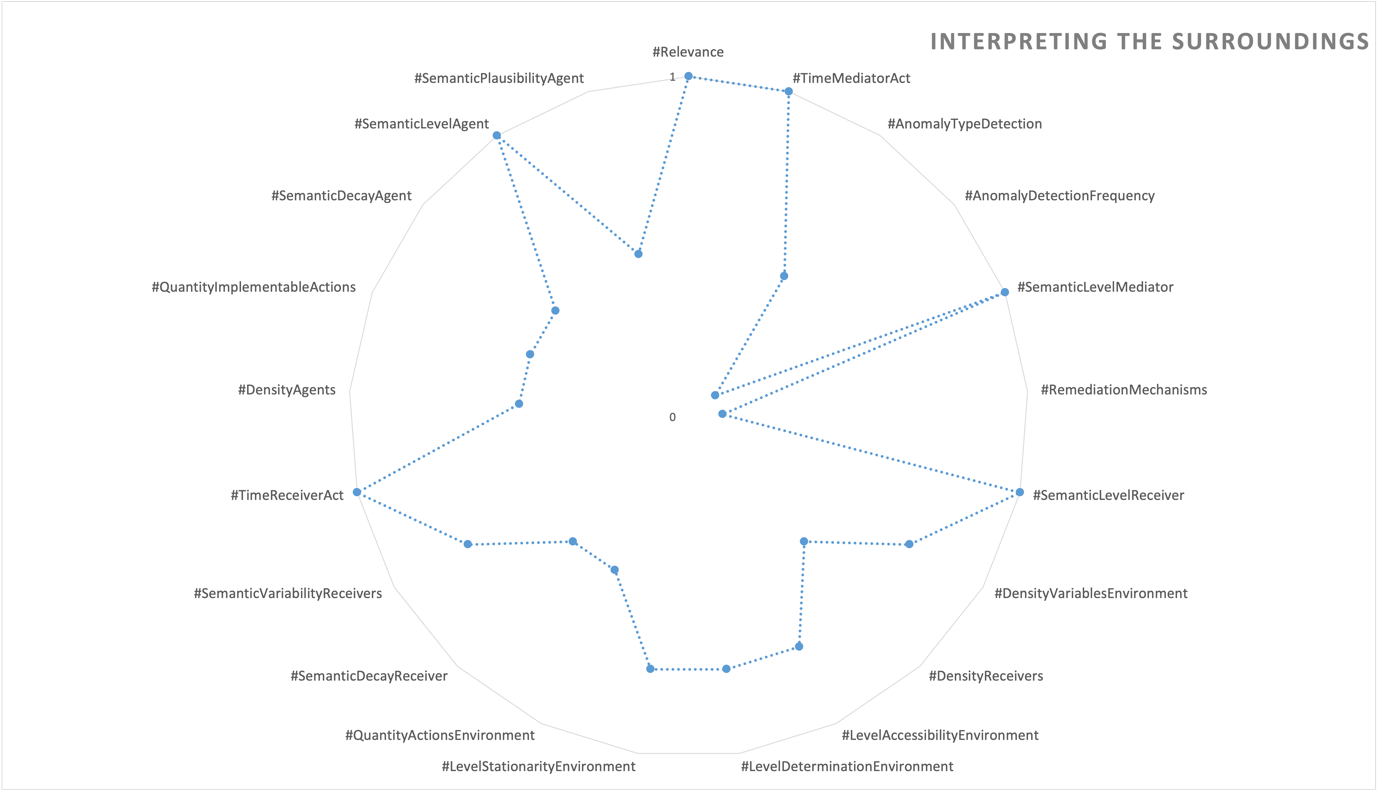 INTERPRETING THE SURROUNDINGS
#Relevance
1
#TimeMediatorAct
#AnomalyTypeDetection
#AnomalyDetectionFrequency
#SemanticLevelMediator
#RemediationMechanisms
#SemanticLevelReceiver
#DensityVariablesEnvironment
#DensityReceivers
#LevelAccessibilityEnvironment
#LevelDeterminationEnvironment
#LevelStationarityEnvironment
#QuantityActionsEnvironment
#SemanticDecayReceiver
#SemanticVariabilityReceivers
#TimeReceiverAct
#DensityAgents
#QuantityImplementableActions
#SemanticDecayAgent
#SemanticLevelAgent
#SemanticPlausibilityAgent
0